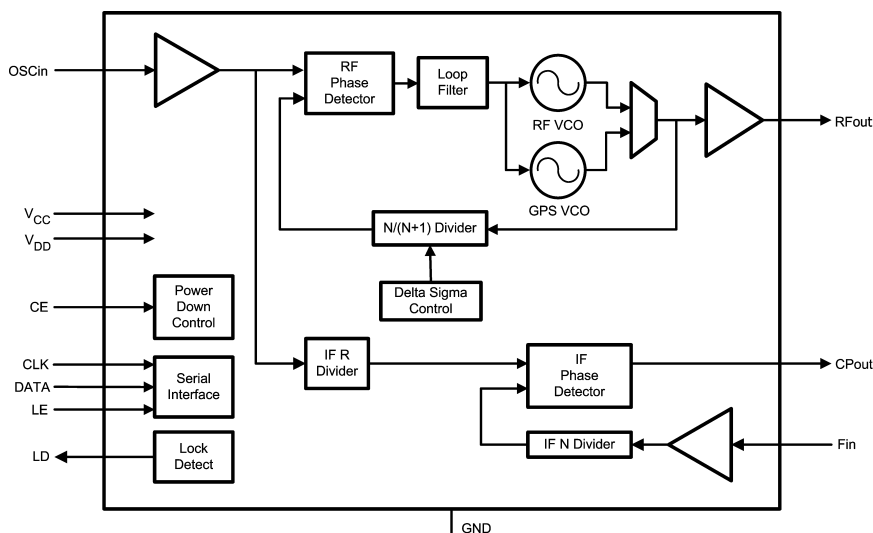 OSCin
RF
Phase
Detector
Loop
Filter
RF VCO
RFout
GPS VCO
VCC
VDD
N/(N+1) Divider
Delta Sigma
Control
CE
Power
Down
Control
CLK
DATA
LE
Serial
Interface
IF R
Divider
IF
Phase
Detector
CPout
LD
Lock
Detect
IF N Divider
Fin
GND